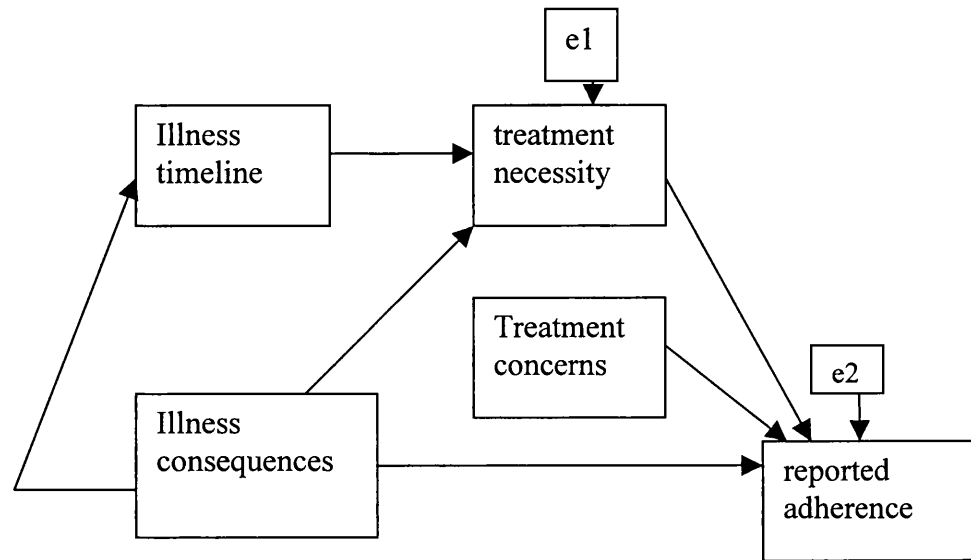 e1
Illness
timeline
treatment
necessity
Treatment
concerns
e2
Illness
consequences
reported
adherence